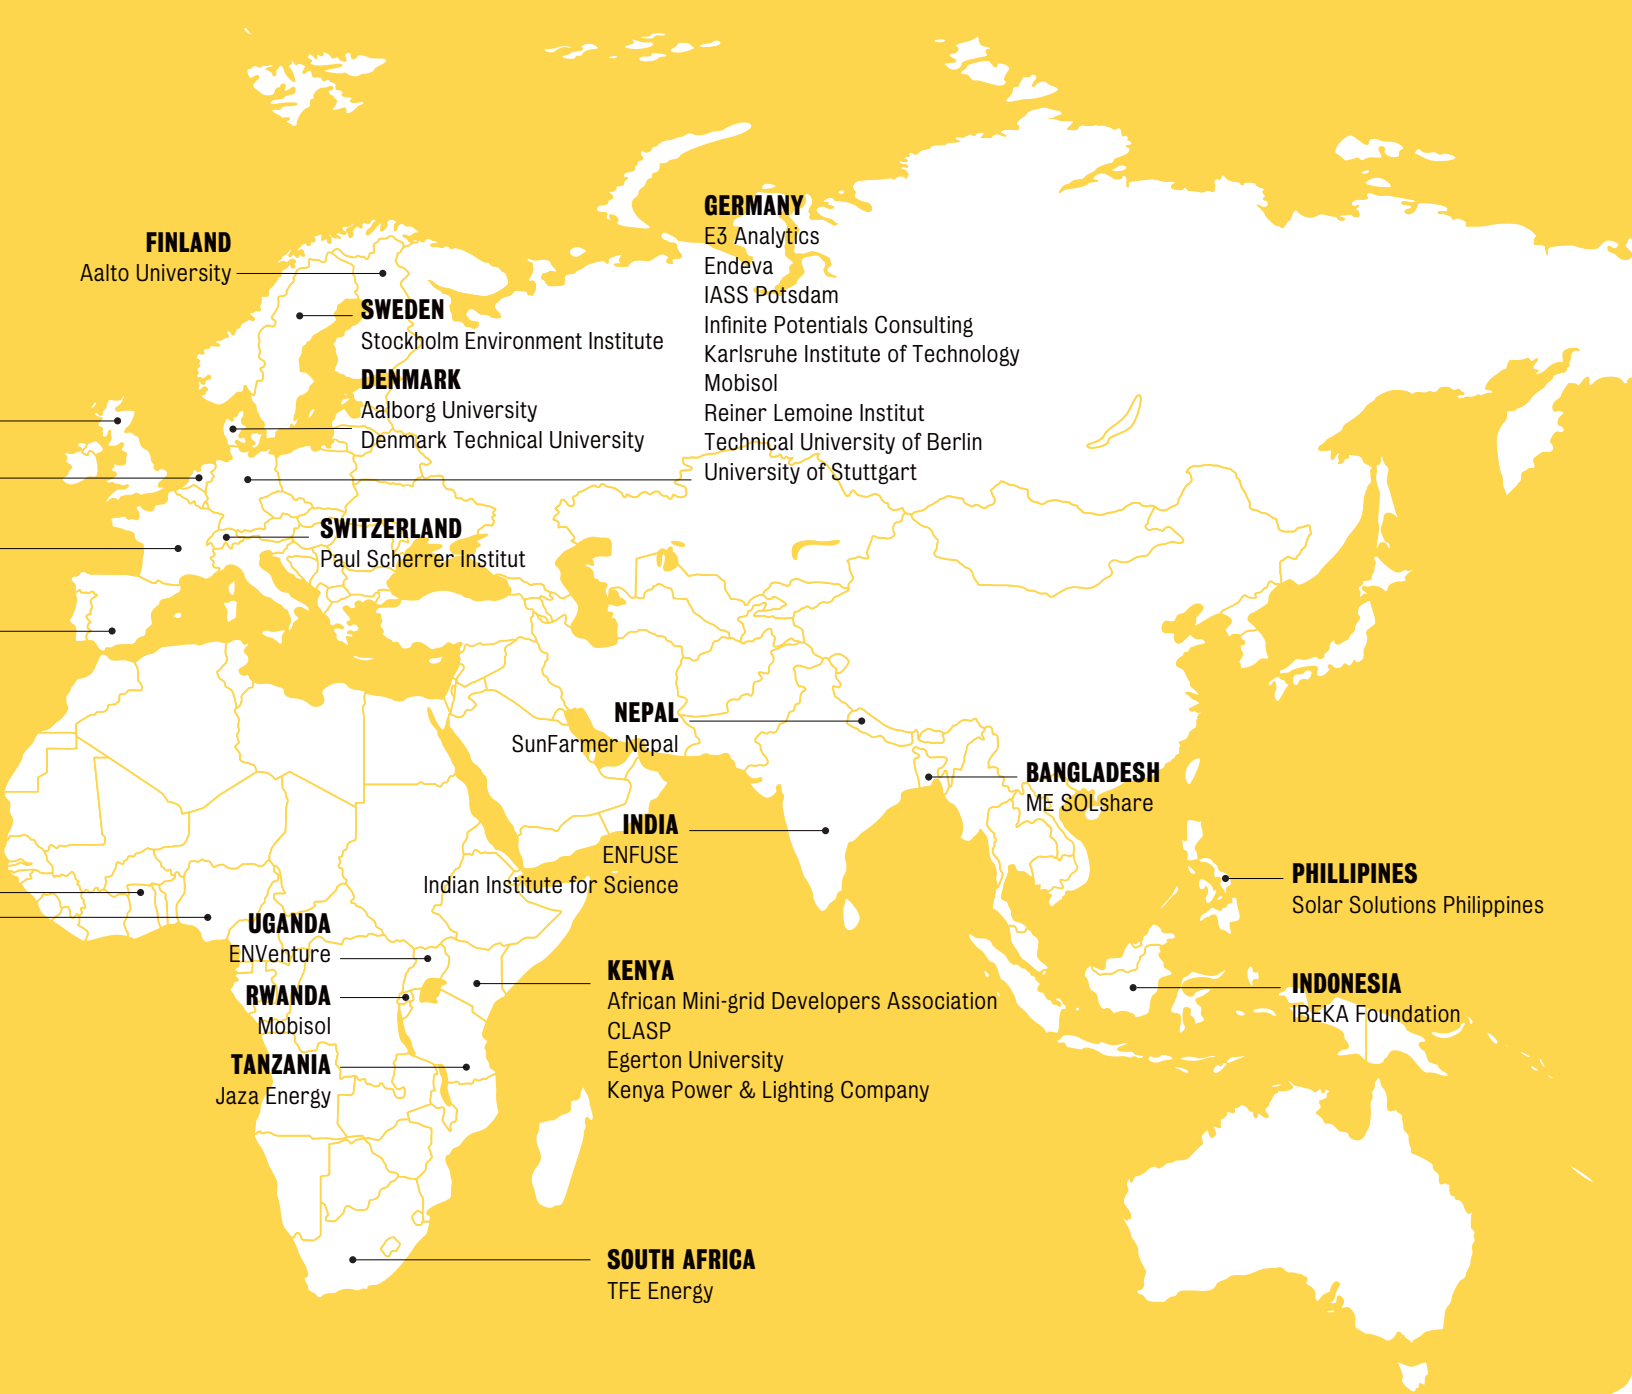 FINLAND
Aalto University
SWEDEN
Stockholm Environment Institute
DENMARK
Aalborg University
Denmark Technical University
GERMANY
E3 Analytics
Endeva
IASS Potsdam
Infinite Potentials Consulting
Karlsruhe Institute of Technology
Mobisol
Reiner Lemoine Institut
Technical University of Berlin
University of Stuttgart
SWITZERLAND
Paul Scherrer Institut
NEPAL
SunFarmer Nepal
BANGLADESH
ME SOLshare
INDIA
ENFUSE
Indian Institute for Science
PHILLIPINES
Solar Solutions Philippines
UGANDA
ENVenture
RWANDA
Mobisol
TANZANIA
Jaza Energy
KENYA
African Mini-grid Developers Association
CLASP
Egerton University
Kenya Power & Lighting Company
INDONESIA
IBEKA Foundation
SOUTH AFRICA
TFE Energy